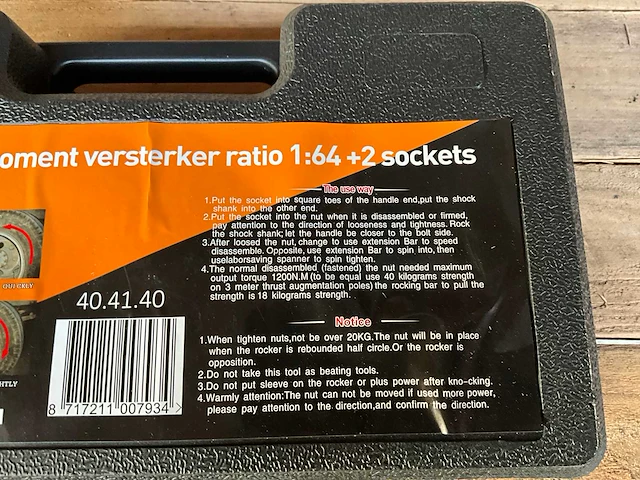 oment versterker ratio 1:64 +2 sockets
The use way
1.Put the socket into square toes of the handle end,put the shock
shank into the other end.
2.Put the socket into the nut when it is disassembled or firmed,
pay attention to the direction of looseness and tightness. Rock
the shock shank; let the handle be closer to the bolt side.
3.After loosed the nut,change to use extension Bar to speed
disassemble. Opposite, use extension Bar to spin into, then
uselaborsaving spanner to spin tighten.
4.The normal disassembled (fastened) the nut needed maximum
output torque 1200N.M (to be equal use 40 kilograms strength
on 3 meter thrust augmentation poles) the rocking bar to pull the
strength is 18 kilograms strength.
QUICKLY
40.41.40
Notice
1.When tighten nuts,not be over 20KG.The nut will be in place
when the rocker is rebounded half circle.Or the rocker is
opposition.
2.Do not take this tool as beating tools.
3.Do not put sleeve on the rocker or plus power after kno-cking.
4.Warmly attention:The nut can not be moved if used more power,
please pay attention to the direction,and confirm the direction.
HTLY
8 717211 007934 >